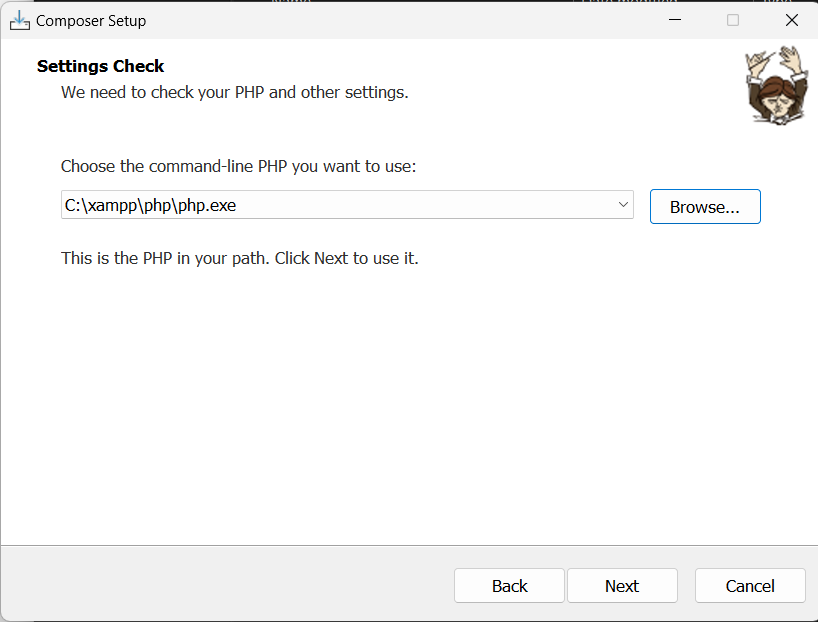 Composer Setup
Settings Check
We need to check your PHP and other settings.
Choose the command-line PHP you want to use:
C:\xampp\php\php.exe
Browse...
This is the PHP in your path. Click Next to use it.
Back
Next
Cancel